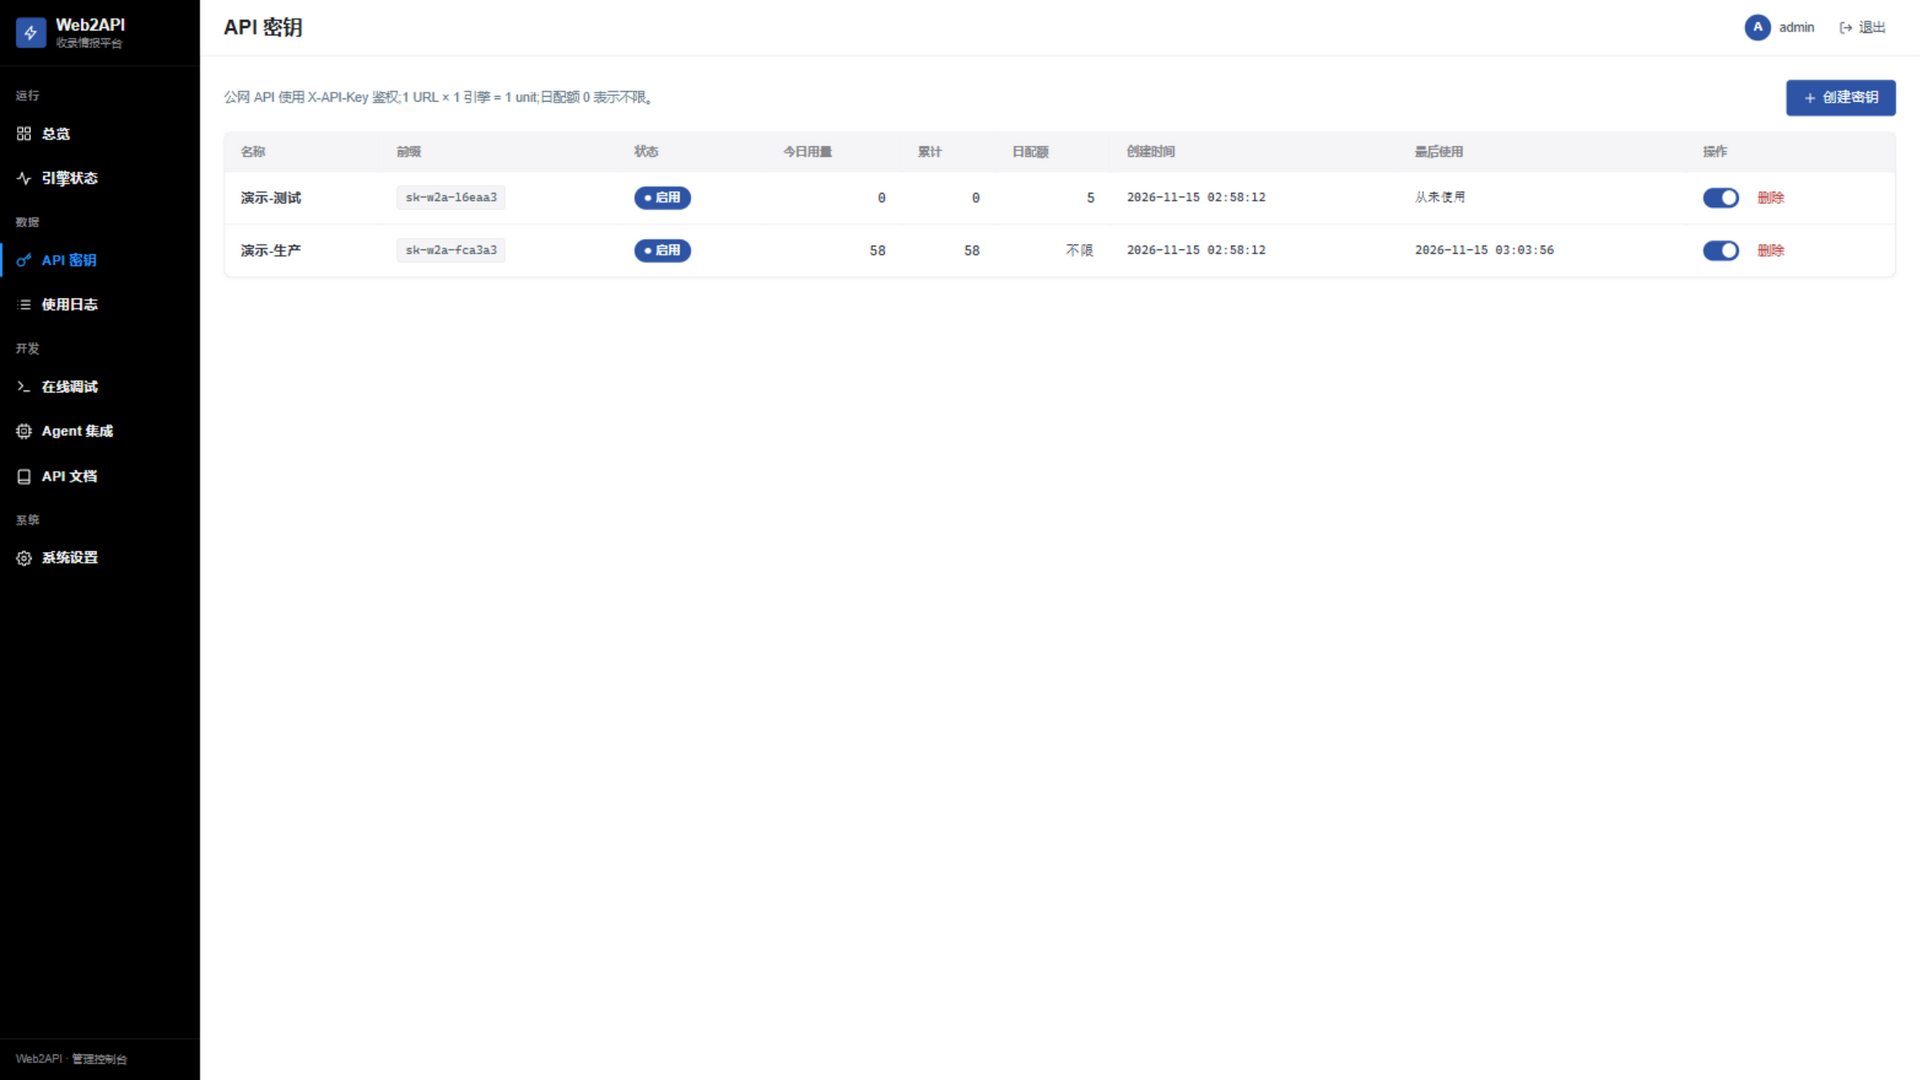 Web2API
收录情报平台
运行
总览
引擎状态
数据
API 密钥
使用日志
开发
在线调试
Agent 集成
API 文档
系统
系统设置
Web2API · 管理控制台
API 密钥
A admin 退出
公网 API 使用 X-API-Key 鉴权;1 URL × 1 引擎 = 1 unit;日配额 0 表示不限。
+ 创建密钥
名称 前缀 状态 今日用量 累计 日配额 创建时间 最后使用 操作
演示-测试 sk-w2a-16eaa3 启用 0 0 5 2026-11-15 02:58:12 从未使用 删除
演示-生产 sk-w2a-fca3a3 启用 58 58 不限 2026-11-15 02:58:12 2026-11-15 03:03:56 删除